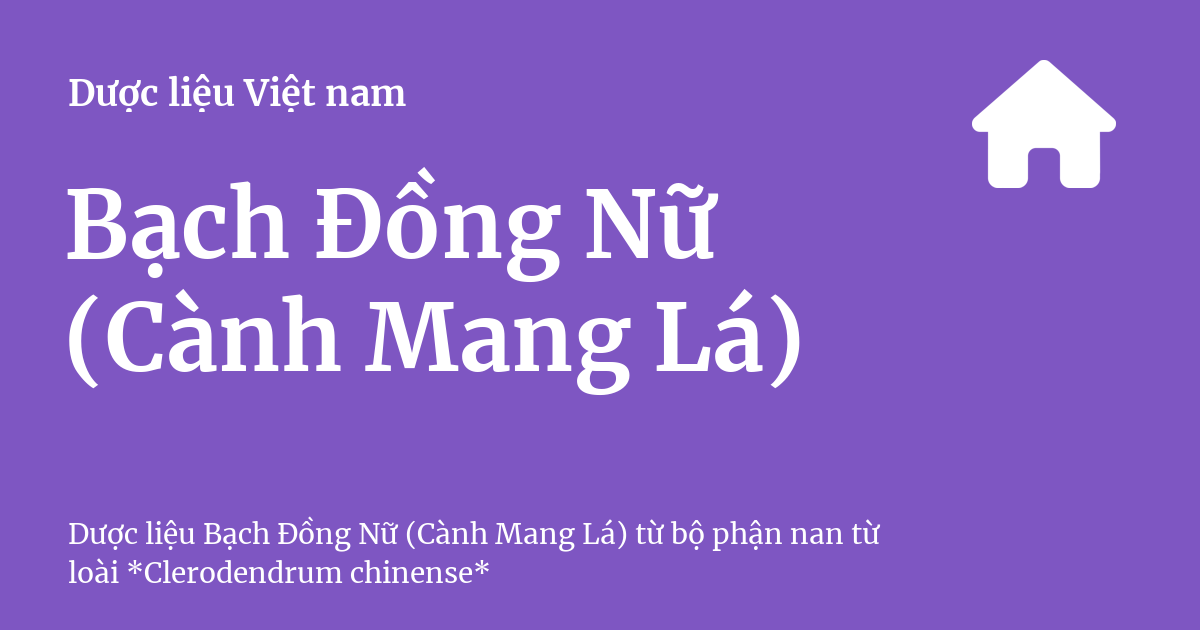 Dược liệu Việt nam
Bạch Đồng Nữ
(Cành Mang Lá)
Dược liệu Bạch Đồng Nữ (Cành Mang Lá) từ bộ phận nan từ
loài *Clerodendrum chinense*